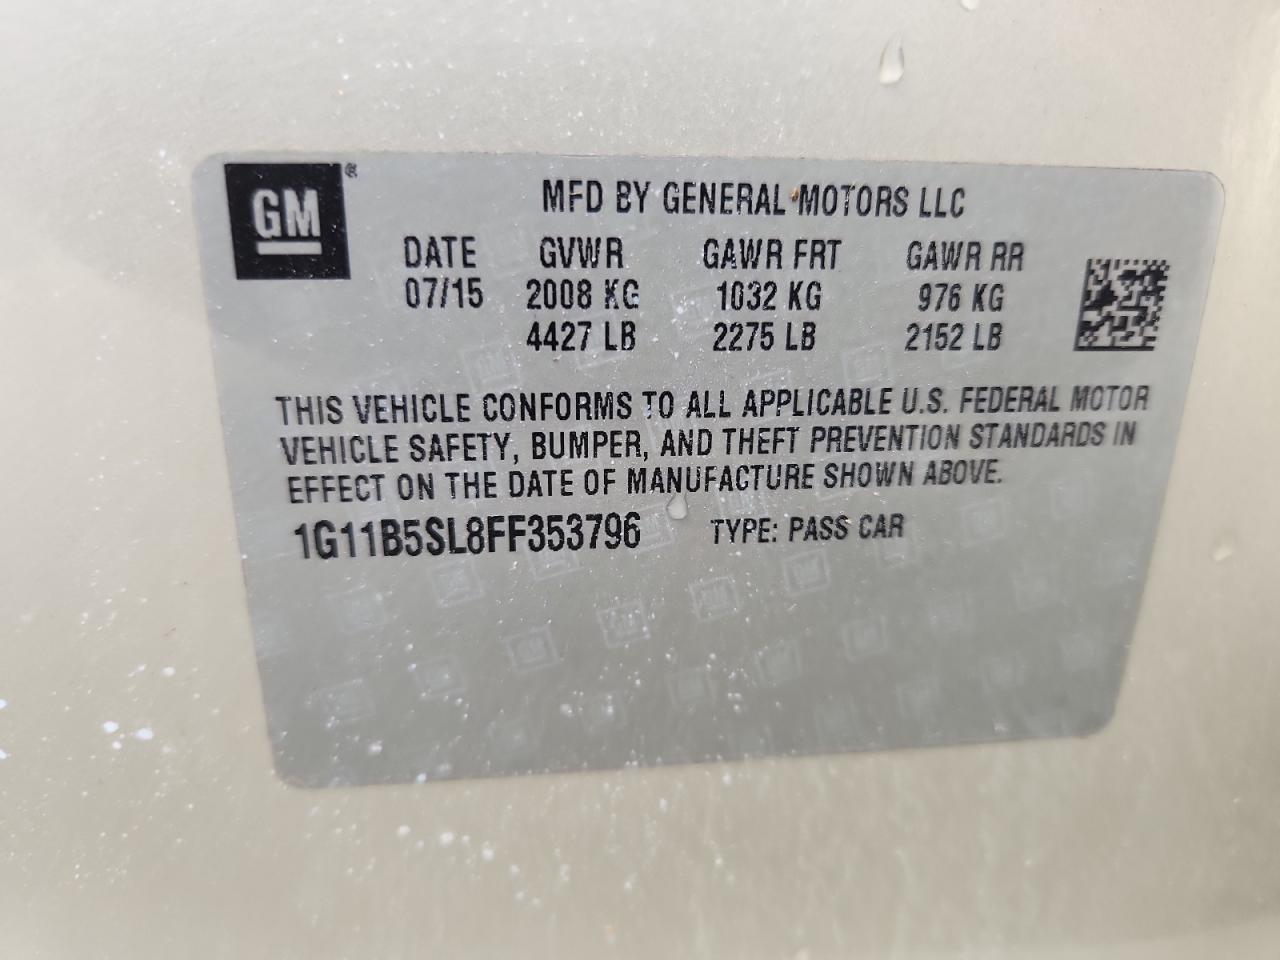 GM®
MFD BY GENERAL MOTORS LLC
DATE GVWR GAWR FRT GAWR RR
07/15 2008 KG 1032 KG 976 KG
4427 LB 2275 LB 2152 LB
THIS VEHICLE CONFORMS TO ALL APPLICABLE U.S. FEDERAL MOTOR
VEHICLE SAFETY, BUMPER, AND THEFT PREVENTION STANDARDS IN
EFFECT ON THE DATE OF MANUFACTURE SHOWN ABOVE.
1G11B5SL8FF353796 TYPE: PASS CAR